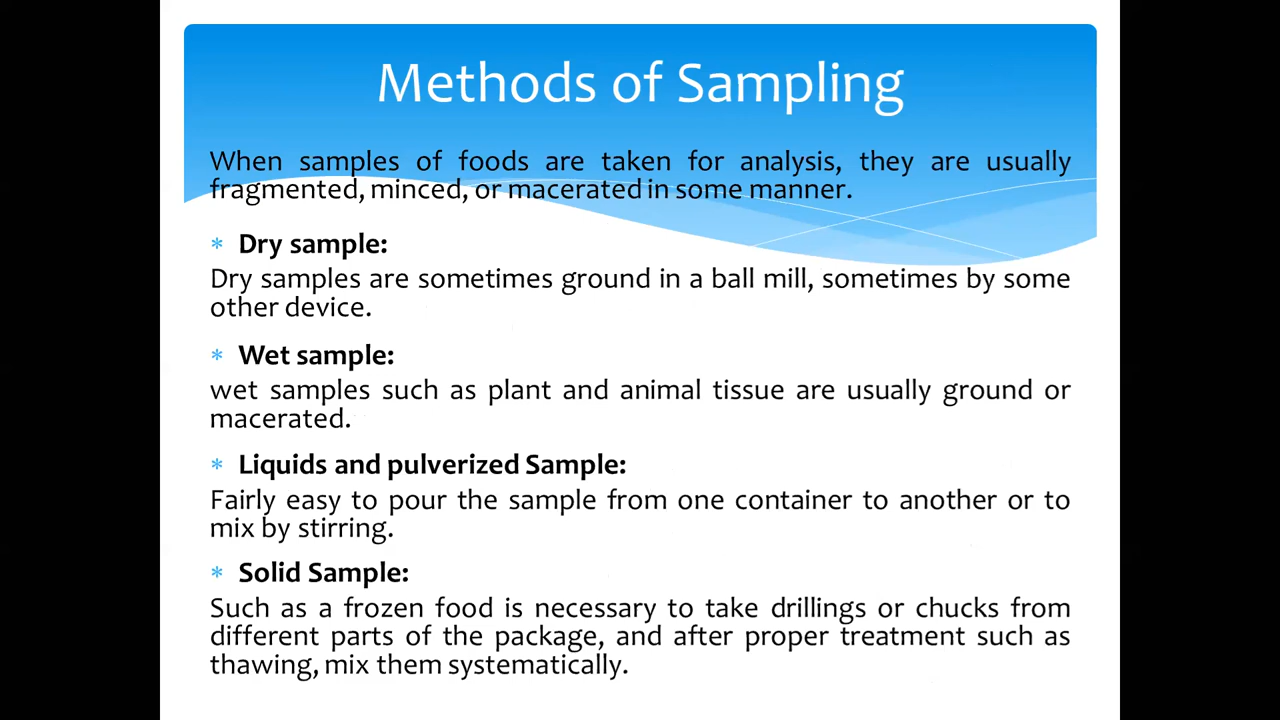 Methods of Sampling
When samples of foods are taken for analysis, they are usually
fragmented, minced, or macerated in some manner.
* Dry sample:
Dry samples are sometimes ground in a ball mill, sometimes by some
other device.
* Wet sample:
wet samples such as plant and animal tissue are usually ground or
macerated.
* Liquids and pulverized Sample:
Fairly easy to pour the sample from one container to another or to
mix by stirring.
* Solid Sample:
Such as a frozen food is necessary to take drillings or chucks from
different parts of the package, and after proper treatment such as
thawing, mix them systematically.